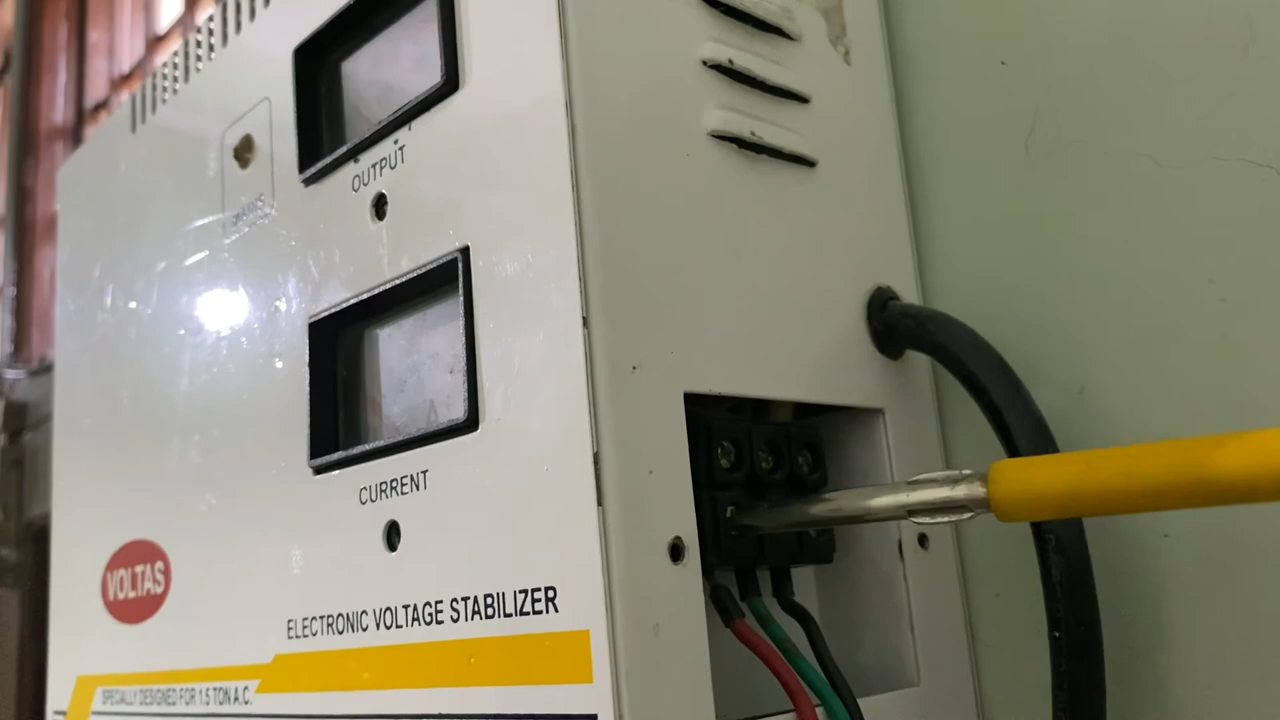 OUTPUT
CURRENT
VOLTAS
ELECTRONIC VOLTAGE STABILIZER
SPECIALLY DESIGNED FOR 1.5 TON A.C.